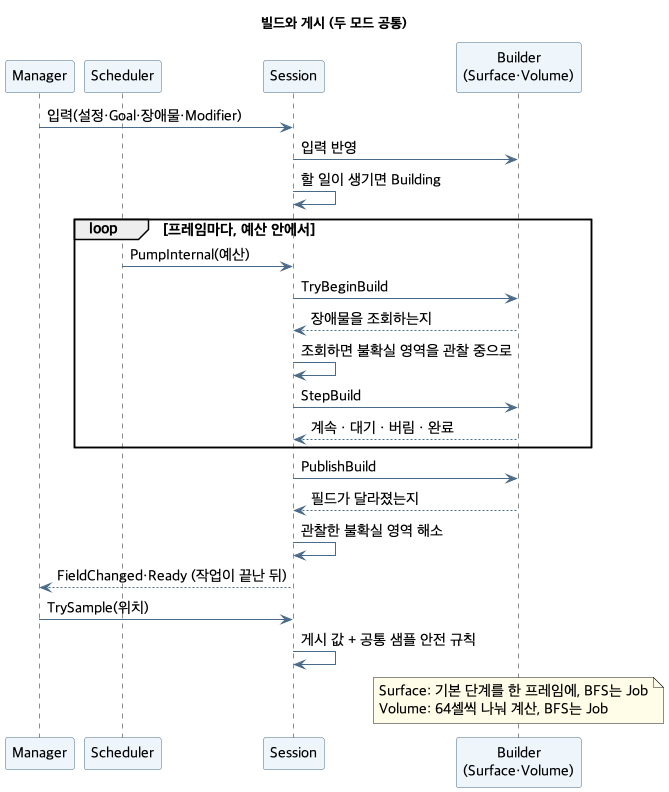 빌드와 게시 (두 모드 공통)
Manager
Scheduler
Session
Builder
(Surface·Volume)
입력(설정·Goal·장애물·Modifier)
입력 반영
할 일이 생기면 Building
loop
[프레임마다, 예산 안에서]
PumpInternal(예산)
TryBeginBuild
장애물을 조회하는지
조회하면 불확실 영역을 관찰 중으로
StepBuild
계속 · 대기 · 버림 · 완료
PublishBuild
필드가 달라졌는지
관찰한 불확실 영역 해소
FieldChanged·Ready (작업이 끝난 뒤)
TrySample(위치)
게시 값 + 공통 샘플 안전 규칙
Surface: 기본 단계를 한 프레임에, BFS는 Job
Volume: 64셀씩 나눠 계산, BFS는 Job
Manager
Scheduler
Session
Builder
(Surface·Volume)